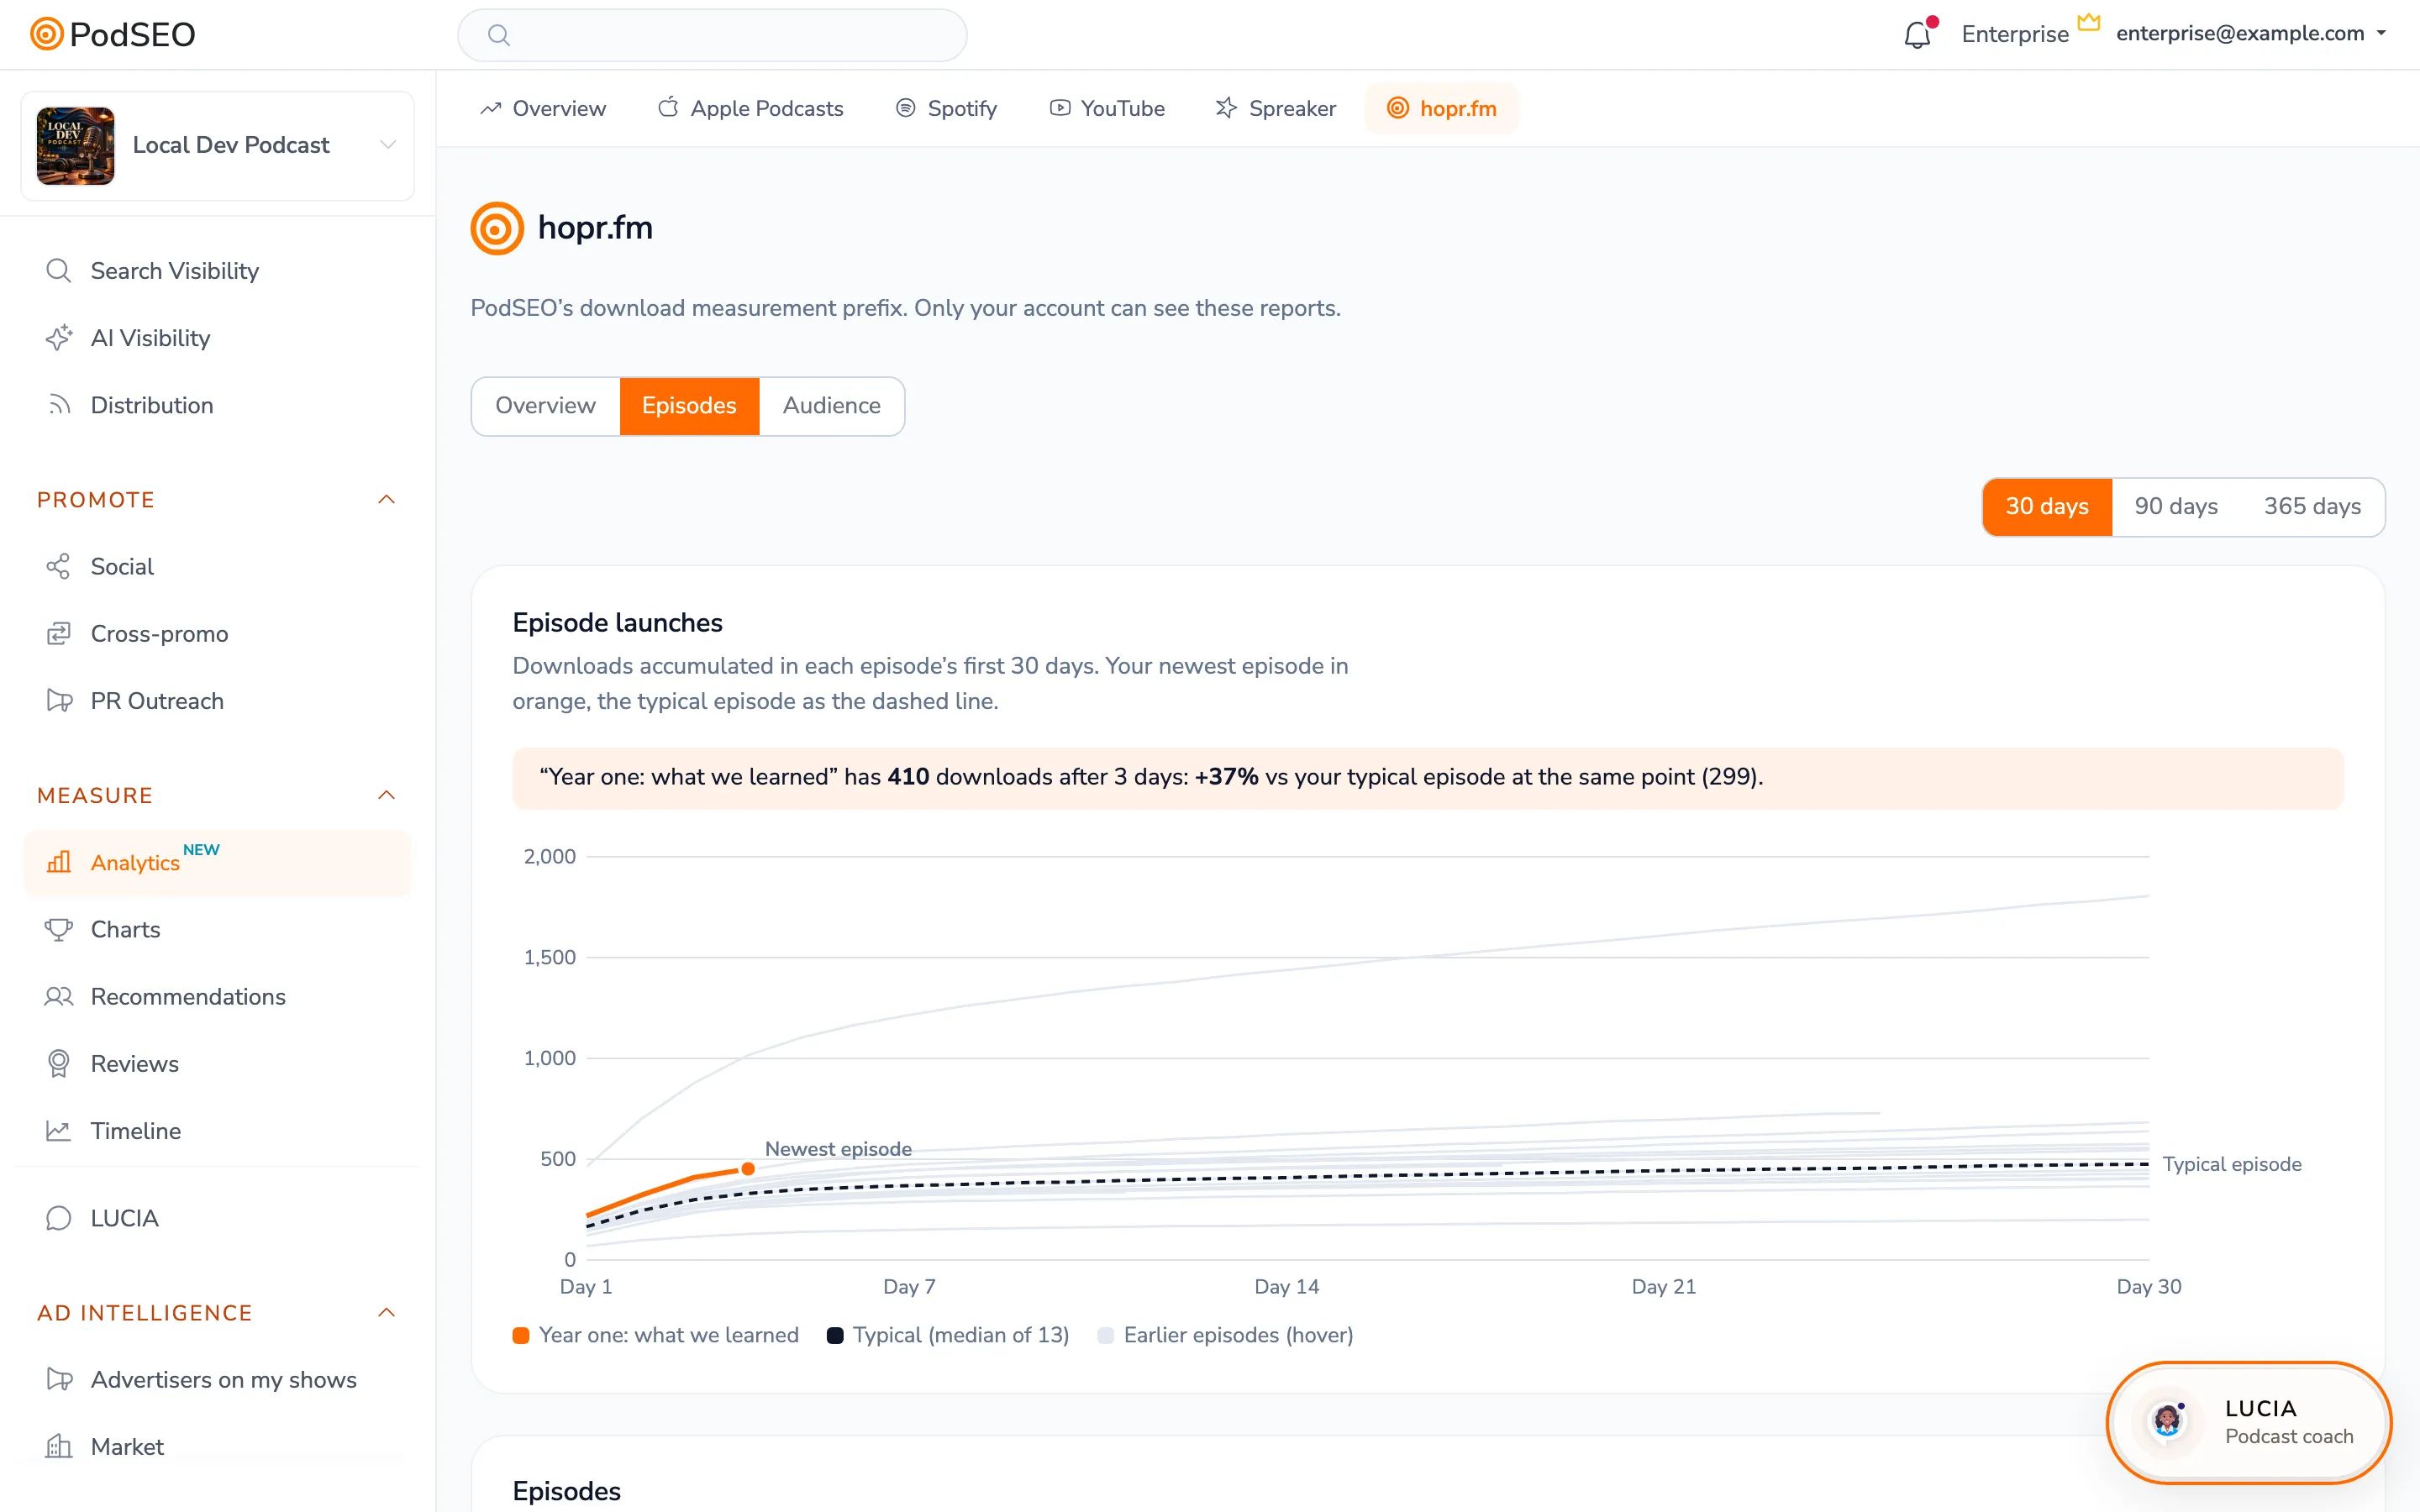 PodSEO
Enterprise
enterprise@example.com
LOCAL DEV PODCAST
Local Dev Podcast
Search Visibility
AI Visibility
Distribution
PROMOTE
Social
Cross-promo
PR Outreach
MEASURE
Analytics NEW
Charts
Recommendations
Reviews
Timeline
LUCIA
AD INTELLIGENCE
Advertisers on my shows
Market
Overview
Apple Podcasts
Spotify
YouTube
Spreaker
hopr.fm
hopr.fm
PodSEO’s download measurement prefix. Only your account can see these reports.
Overview
Episodes
Audience
30 days
90 days
365 days
Episode launches
Downloads accumulated in each episode’s first 30 days. Your newest episode in
orange, the typical episode as the dashed line.
“Year one: what we learned” has 410 downloads after 3 days: +37% vs your typical episode at the same point (299).
2,000
1,500
1,000
500
0
Newest episode
Typical episode
Day 1
Day 7
Day 14
Day 21
Day 30
Year one: what we learned
Typical (median of 13)
Earlier episodes (hover)
Episodes
LUCIA
Podcast coach